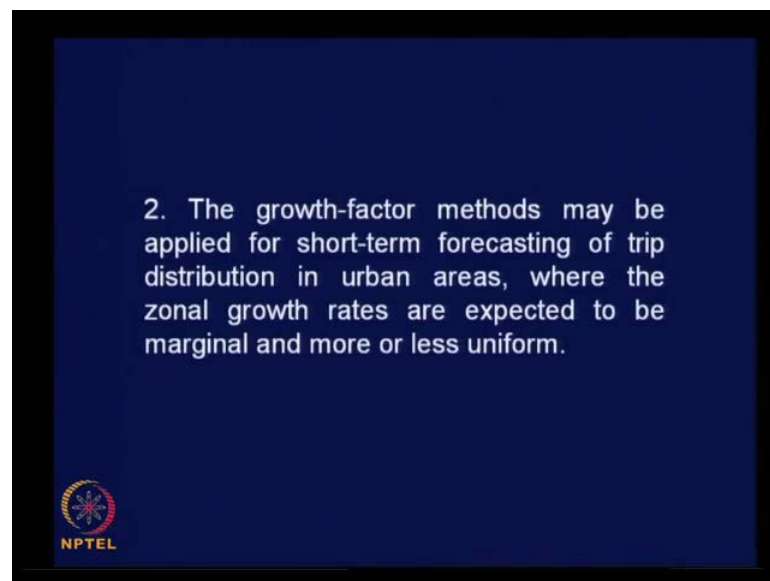 2. The growth-factor methods may be
applied for short-term forecasting of trip
distribution in urban areas, where the
zonal growth rates are expected to be
marginal and more or less uniform.
NPTEL